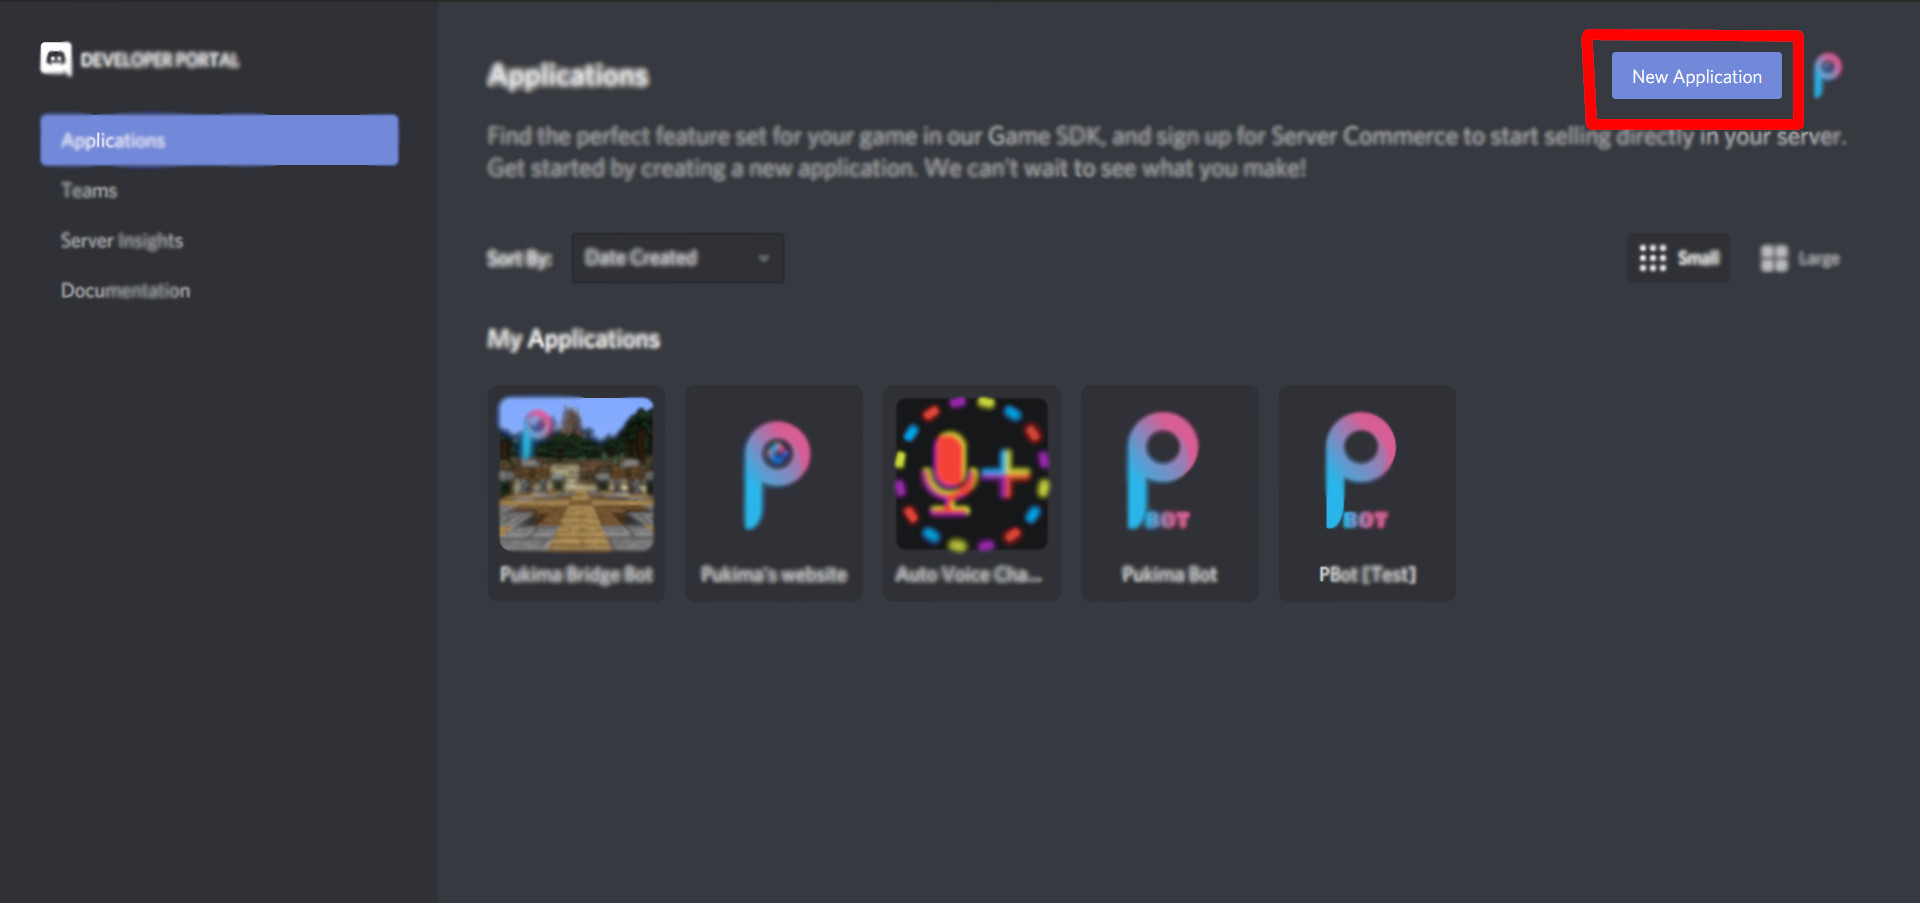 DEVELOPER PORTAL
Applications
Teams
Server Insights
Documentation
Applications
New Application
Find the perfect feature set for your game in our Game SDK, and sign up for Server Commerce to start selling directly in your server.
Get started by creating a new application. We can't wait to see what you make!
Sort By:
Date Created
Small
Large
My Applications
BOT
BOT
Pukima Bridge Bot
Pukima's website
Auto Voice Cha...
Pukima Bot
PBot [Test]